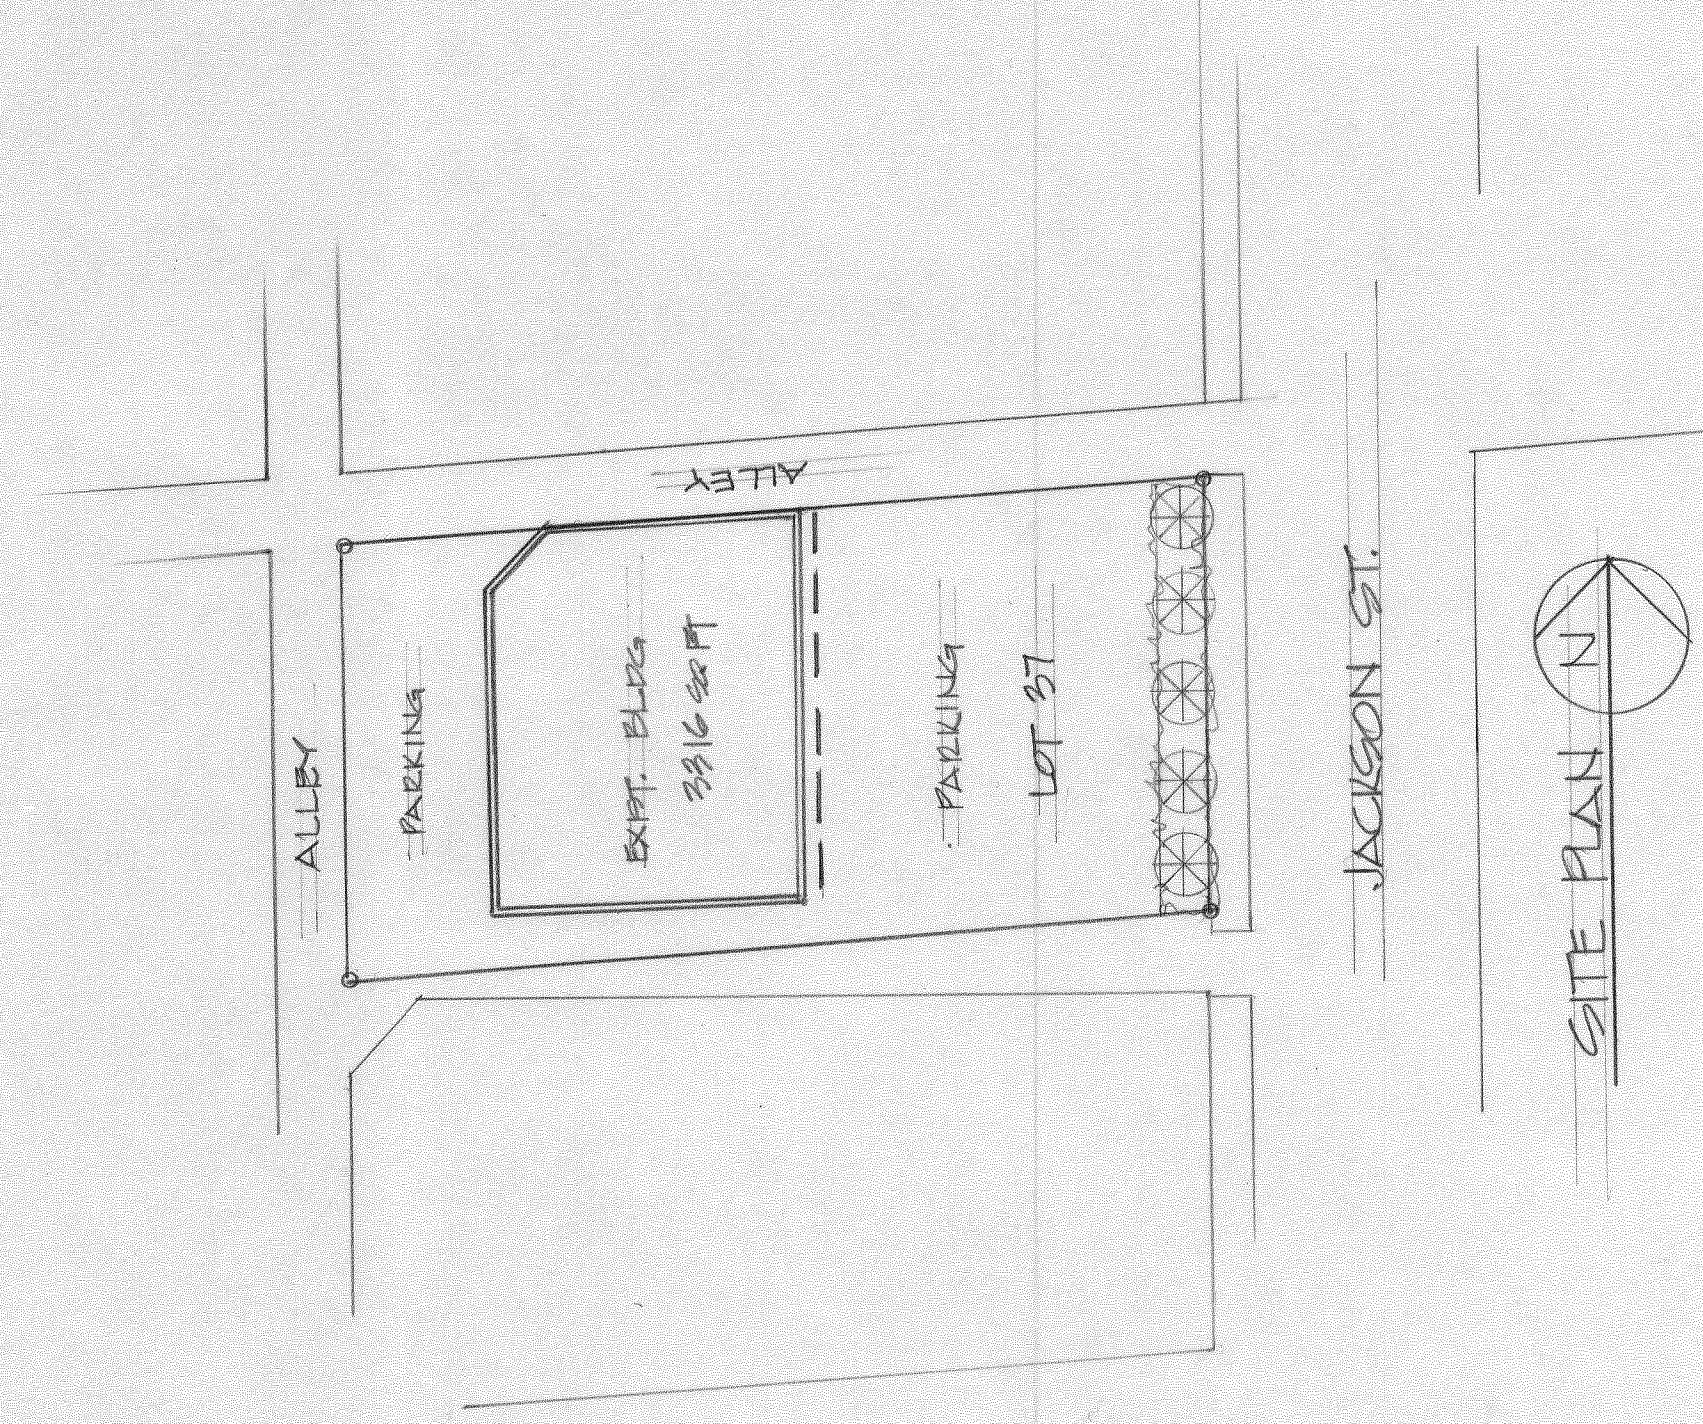 ALLEY
PARKING
ALLEY
EXIST. BLDG
3316 SQ FT
PARKING
LOT 37
JACKSON ST.
SITE PLAN
N